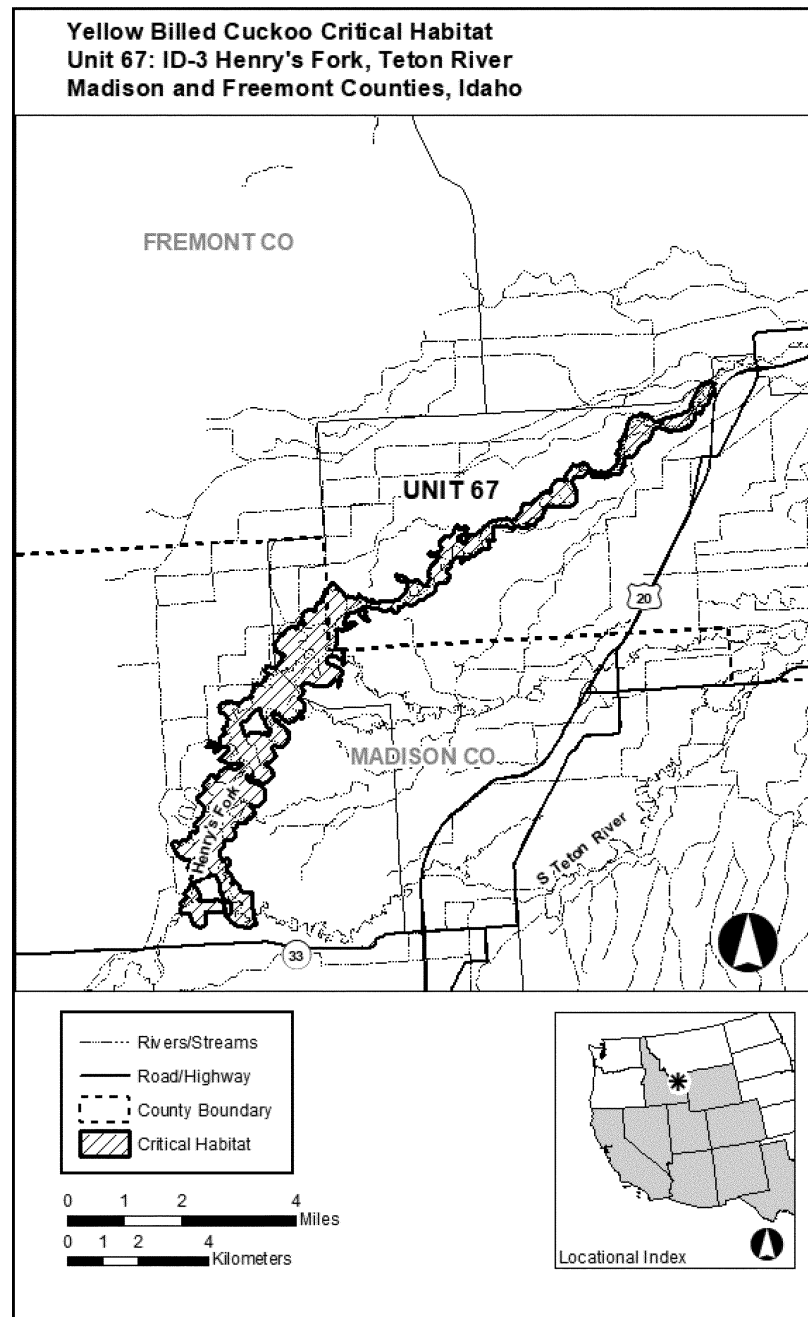 Yellow Billed Cuckoo Critical Habitat
Unit 67: ID-3 Henry's Fork, Teton River
Madison and Freemont Counties, Idaho
FREMONT CO
UNIT 67
20
MADISON CO
Henry's Fork
S Teton River
33
Rivers/Streams
Road/Highway
County Boundary
Critical Habitat
0 1 2 4
Miles
0 1 2 4
Kilometers
Locational Index